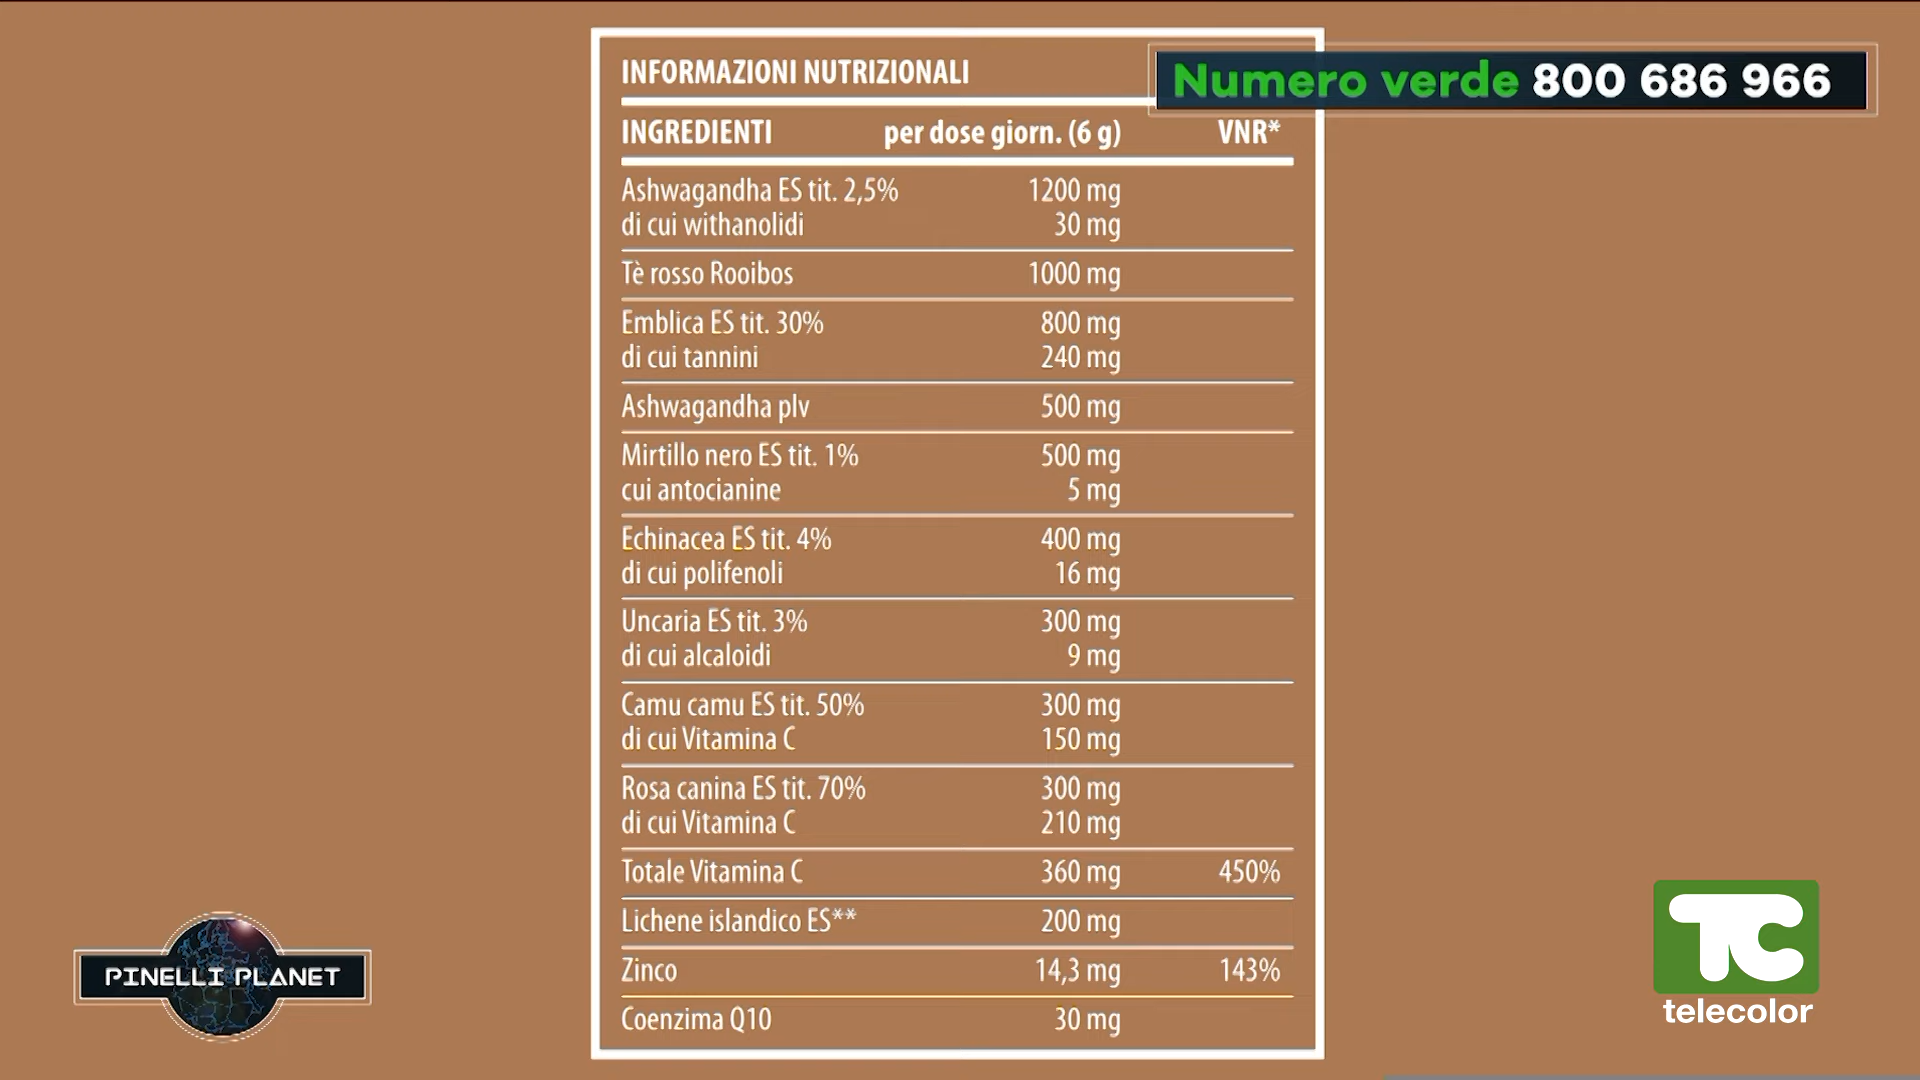 INFORMAZIONI NUTRIZIONALI
Numero verde 800 686 966
INGREDIENTI per dose giorn. (6 g) VNR*
Ashwagandha ES tit. 2,5% 1200 mg
di cui withanolidi 30 mg
Tè rosso Rooibos 1000 mg
Emblica ES tit. 30% 800 mg
di cui tannini 240 mg
Ashwagandha plv 500 mg
Mirtillo nero ES tit. 1% 500 mg
cui antocianine 5 mg
Echinacea ES tit. 4% 400 mg
di cui polifenoli 16 mg
Uncaria ES tit. 3% 300 mg
di cui alcaloidi 9 mg
Camu camu ES tit. 50% 300 mg
di cui Vitamina C 150 mg
Rosa canina ES tit. 70% 300 mg
di cui Vitamina C 210 mg
Totale Vitamina C 360 mg 450%
Lichene islandico ES** 200 mg
Zinco 14,3 mg 143%
Coenzima Q10 30 mg
PINELLI PLANET
TC
telecolor